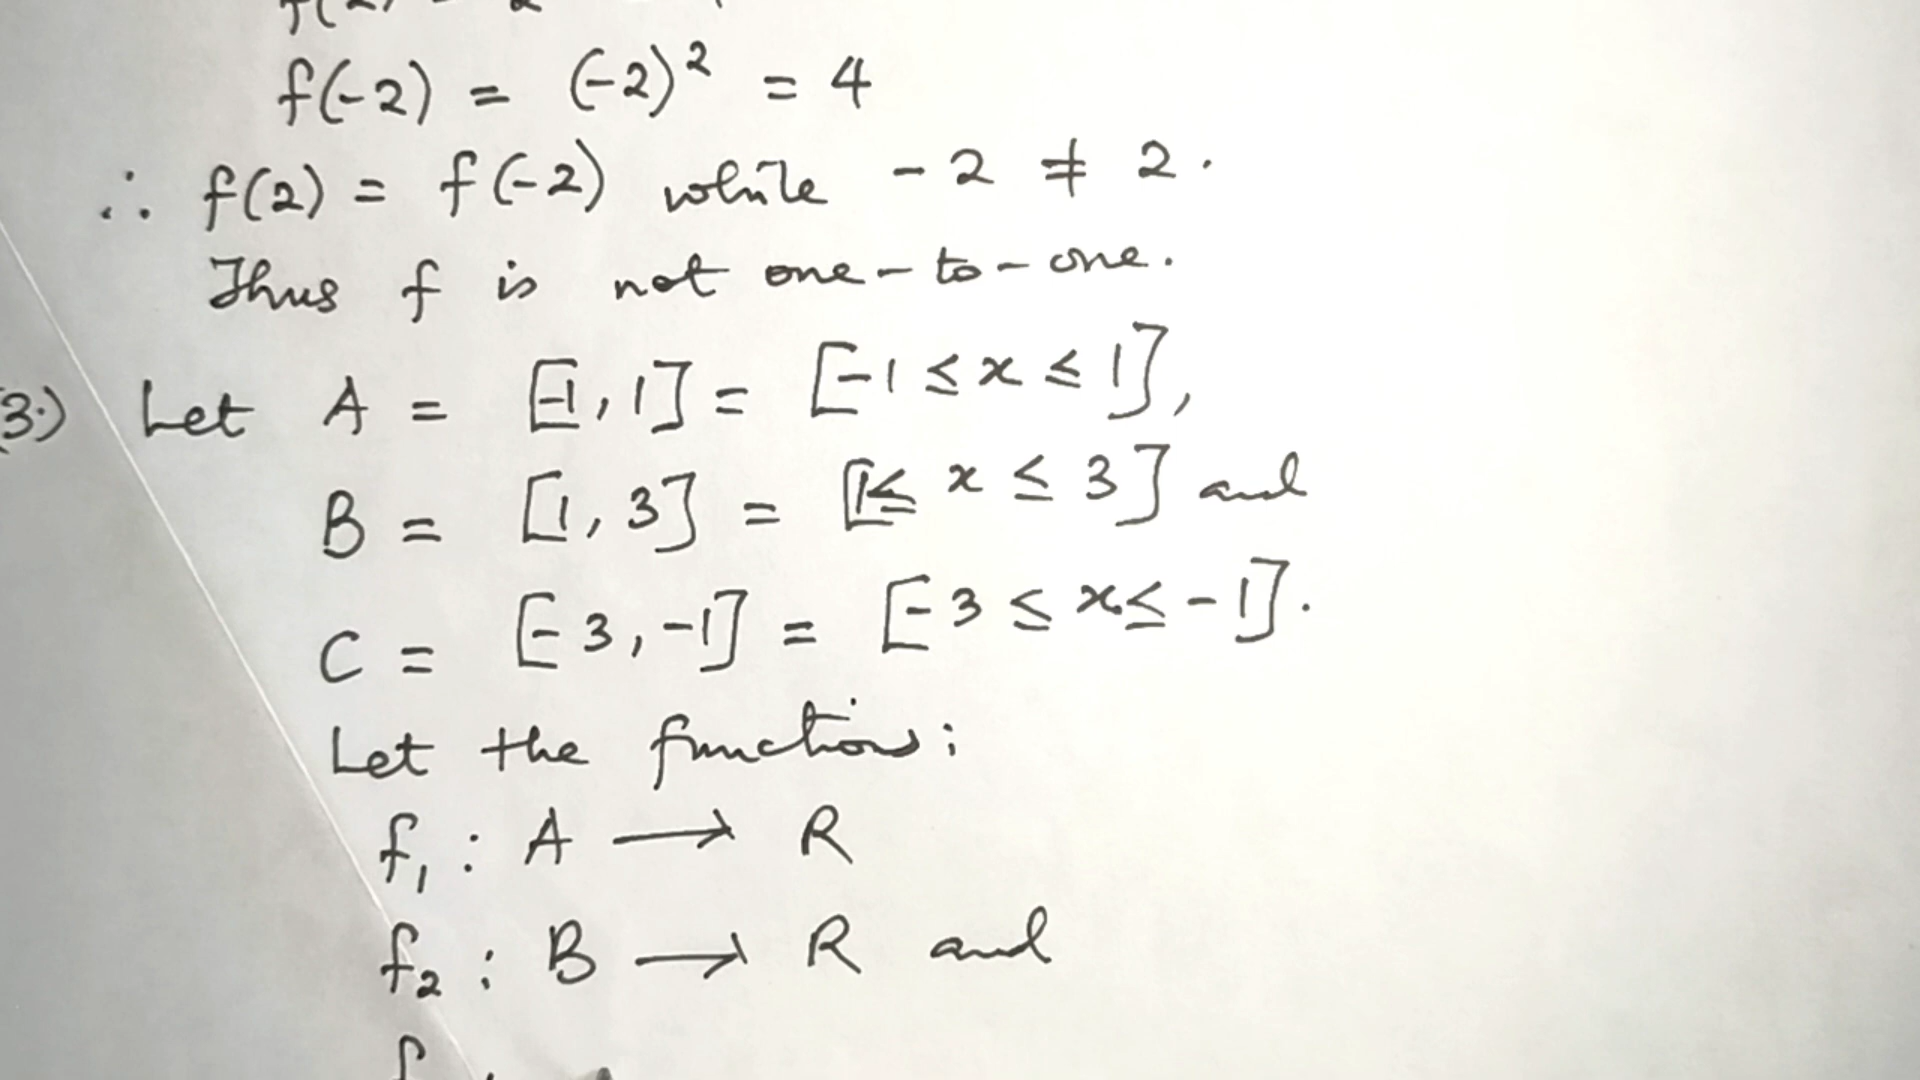 f(-2) = (-2)² = 4
∴ f(2) = f(-2) while -2 ≠ 2.
Thus f is not one-to-one.
(3.) Let A = [-1, 1] = [-1 ≤ x ≤ 1],
B = [1, 3] = [1 ≤ x ≤ 3] and
C = [-3, -1] = [-3 ≤ x ≤ -1].
Let the functions:
f₁ : A → R
f₂ : B → R and
f